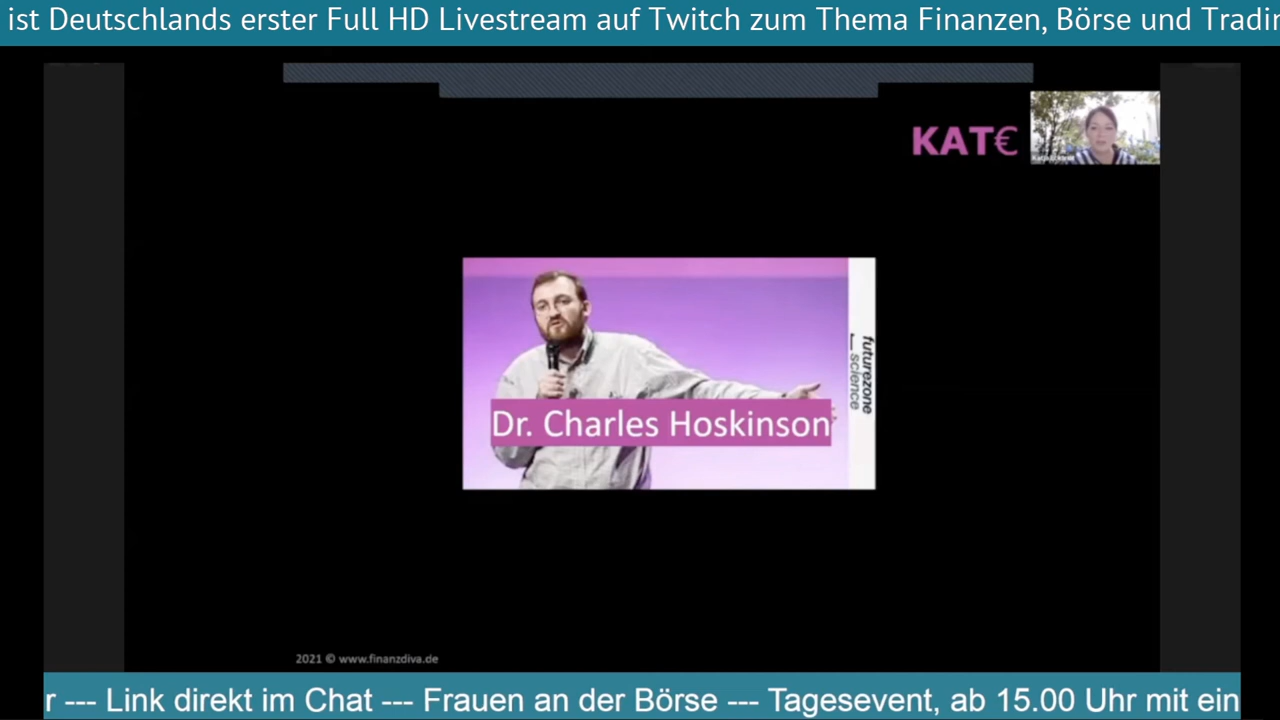 ist Deutschlands erster Full HD Livestream auf Twitch zum Thema Finanzen, Börse und Tradin
KAT€
futurezone
science
Dr. Charles Hoskinson
2021 © www.finanzdiva.de
r --- Link direkt im Chat --- Frauen an der Börse --- Tagesevent, ab 15.00 Uhr mit ein